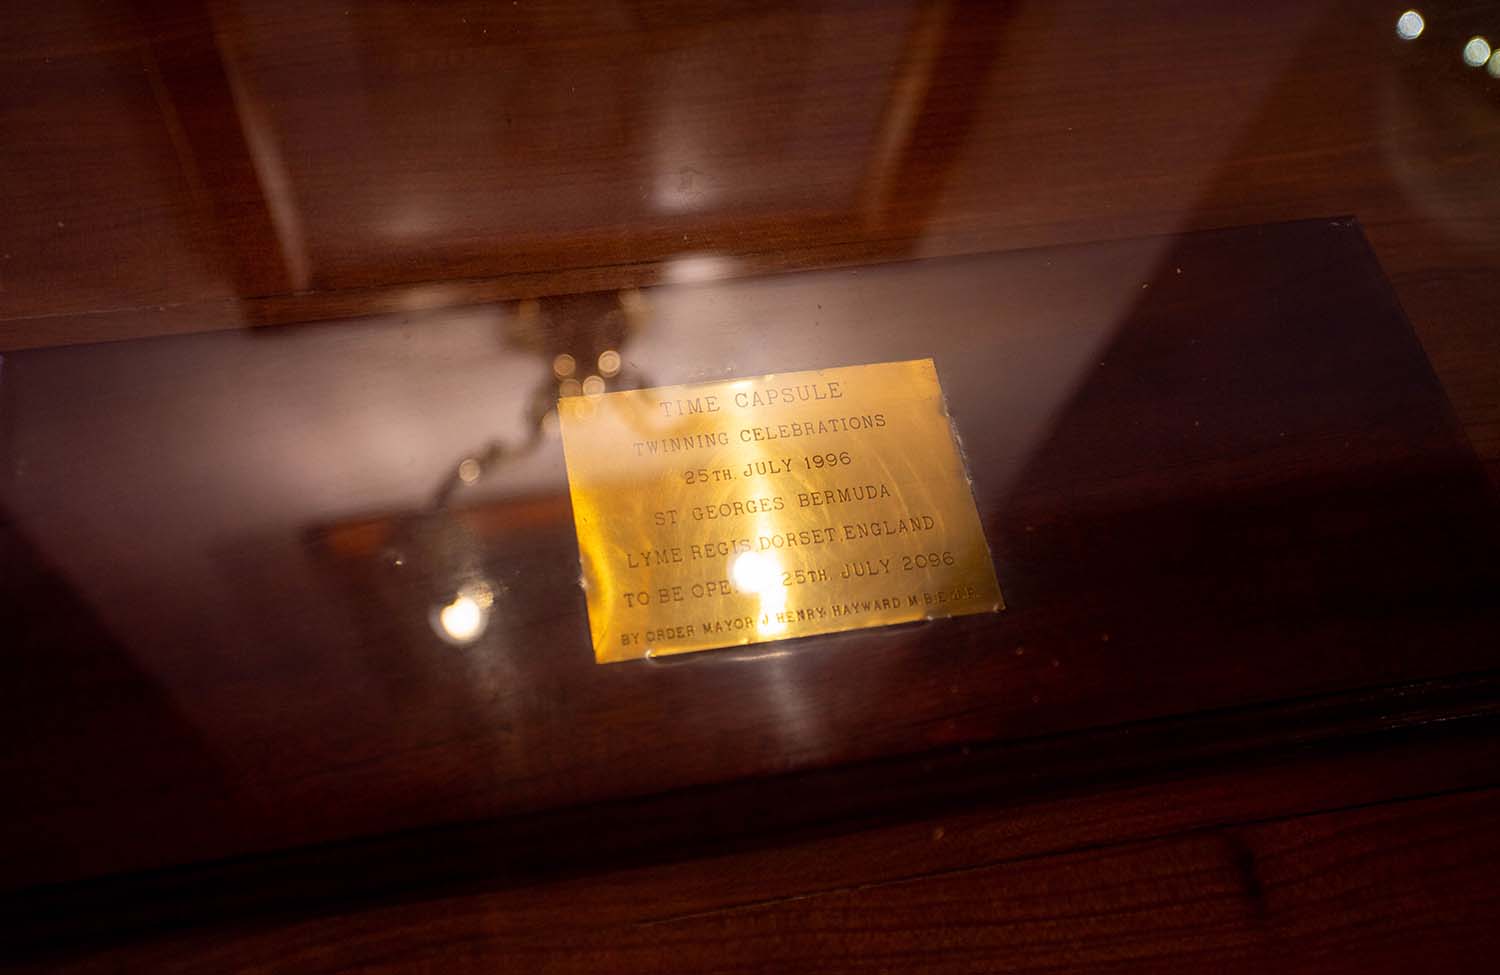 TIME CAPSULE
TWINNING CELEBRATIONS
25TH. JULY 1996
ST GEORGES BERMUDA
LYME REGIS, DORSET, ENGLAND
TO BE 25TH. JULY 2096
BY ORDER MAYOR J HENRY HAYWARD M.B.E. J.P.